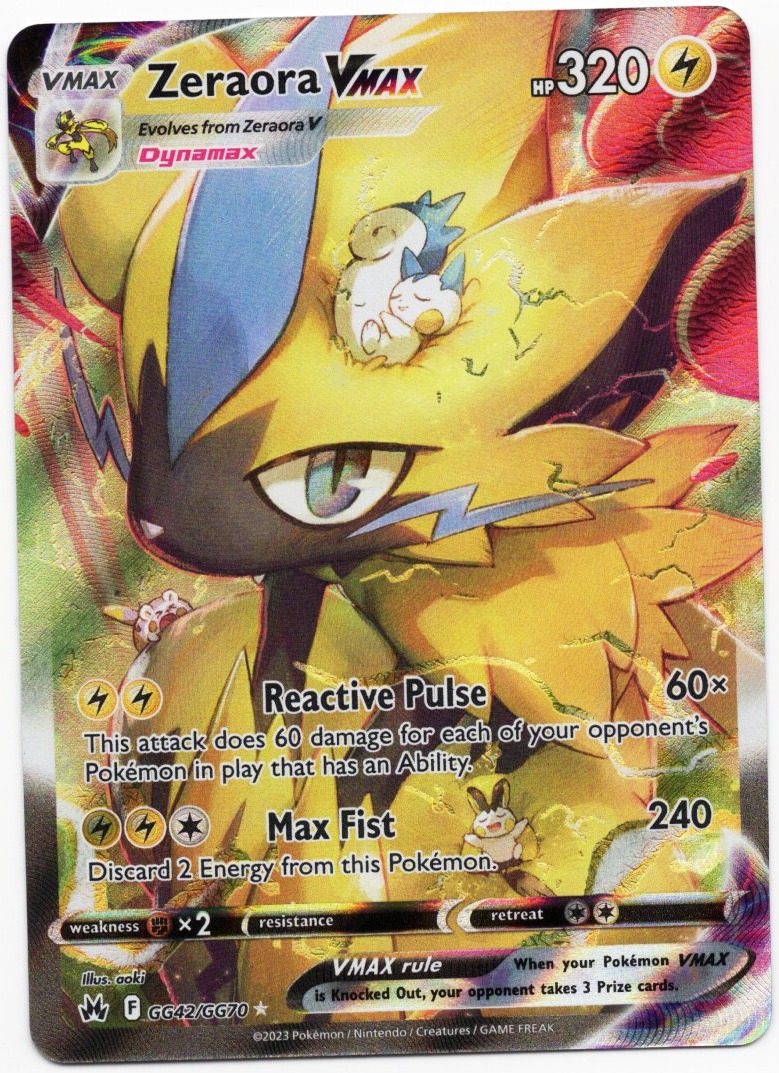 VMAX
Zeraora VMAX
HP 320
Evolves from Zeraora V
Dynamax
Reactive Pulse 60×
This attack does 60 damage for each of your opponent's
Pokémon in play that has an Ability.
Max Fist 240
Discard 2 Energy from this Pokémon.
weakness ×2 resistance retreat
Illus. aoki
VMAX rule When your Pokémon VMAX
is Knocked Out, your opponent takes 3 Prize cards.
F GG42/GG70
©2023 Pokémon / Nintendo / Creatures / GAME FREAK